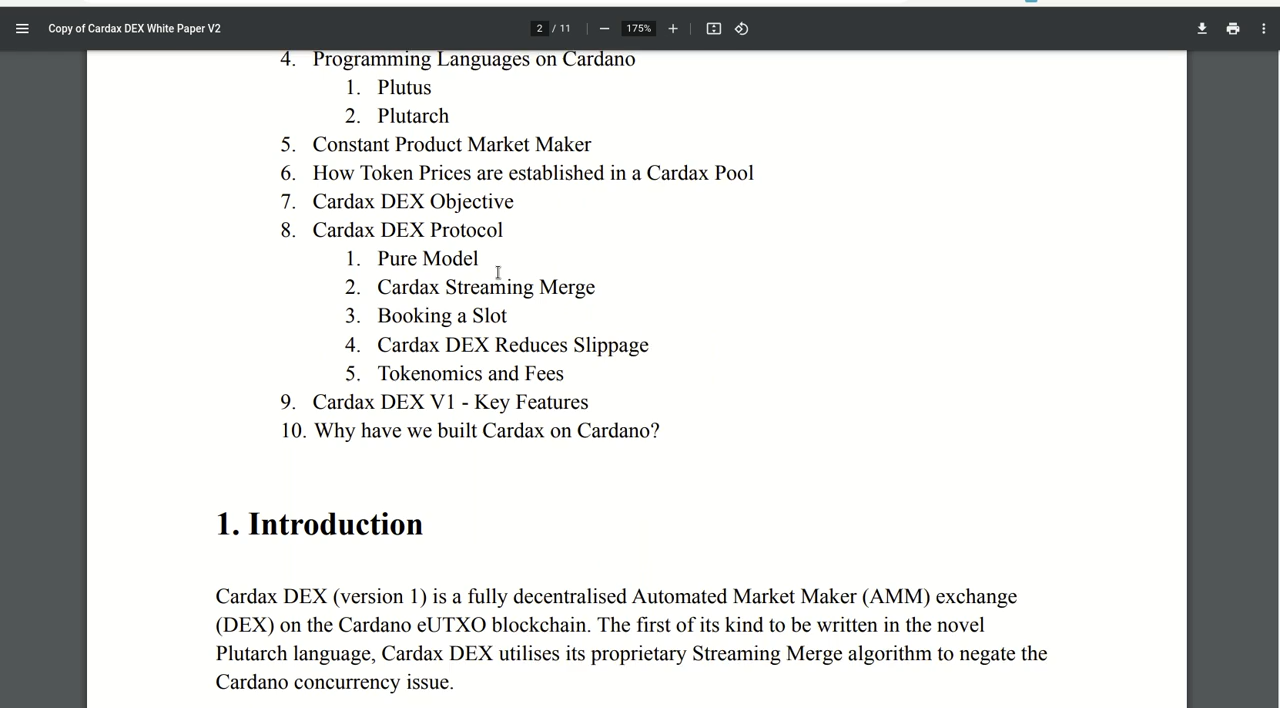 Copy of Cardax DEX White Paper V2
2 / 11
175%
4. Programming Languages on Cardano
1. Plutus
2. Plutarch
5. Constant Product Market Maker
6. How Token Prices are established in a Cardax Pool
7. Cardax DEX Objective
8. Cardax DEX Protocol
1. Pure Model
2. Cardax Streaming Merge
3. Booking a Slot
4. Cardax DEX Reduces Slippage
5. Tokenomics and Fees
9. Cardax DEX V1 - Key Features
10. Why have we built Cardax on Cardano?
1. Introduction
Cardax DEX (version 1) is a fully decentralised Automated Market Maker (AMM) exchange
(DEX) on the Cardano eUTXO blockchain. The first of its kind to be written in the novel
Plutarch language, Cardax DEX utilises its proprietary Streaming Merge algorithm to negate the
Cardano concurrency issue.